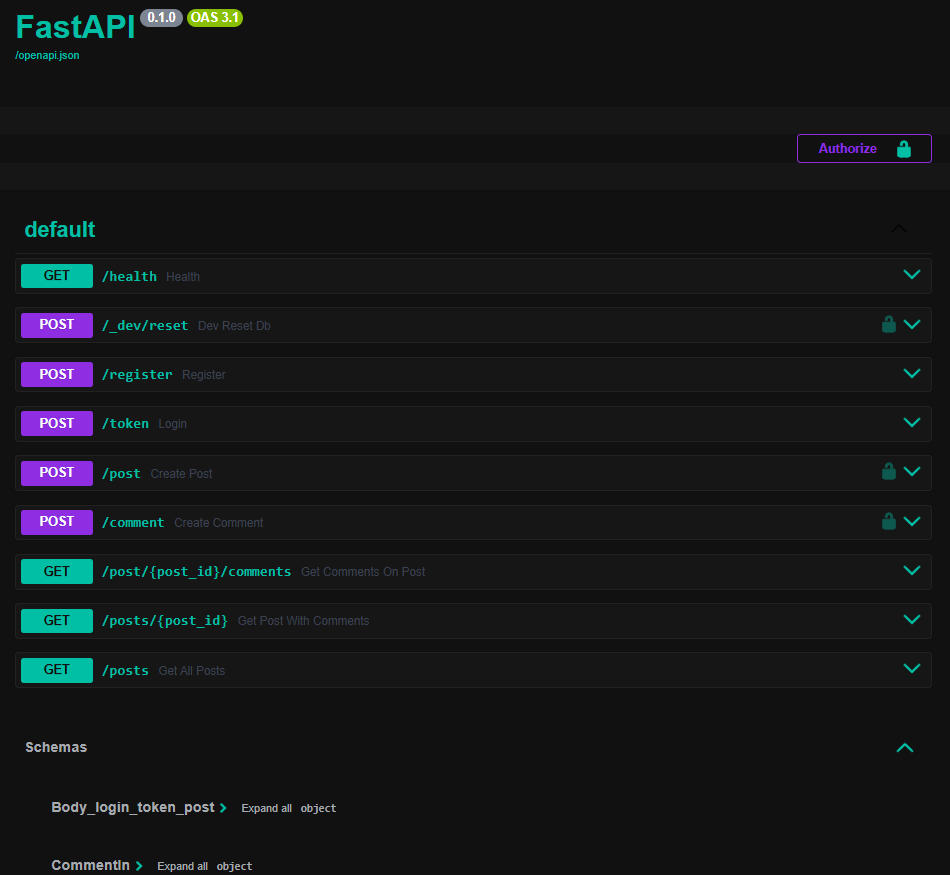 FastAPI 0.1.0 OAS 3.1
/openapi.json
Authorize
default
GET /health Health
POST /_dev/reset Dev Reset Db
POST /register Register
POST /token Login
POST /post Create Post
POST /comment Create Comment
GET /post/{post_id}/comments Get Comments On Post
GET /posts/{post_id} Get Post With Comments
GET /posts Get All Posts
Schemas
Body_login_token_post Expand all object
CommentIn Expand all object